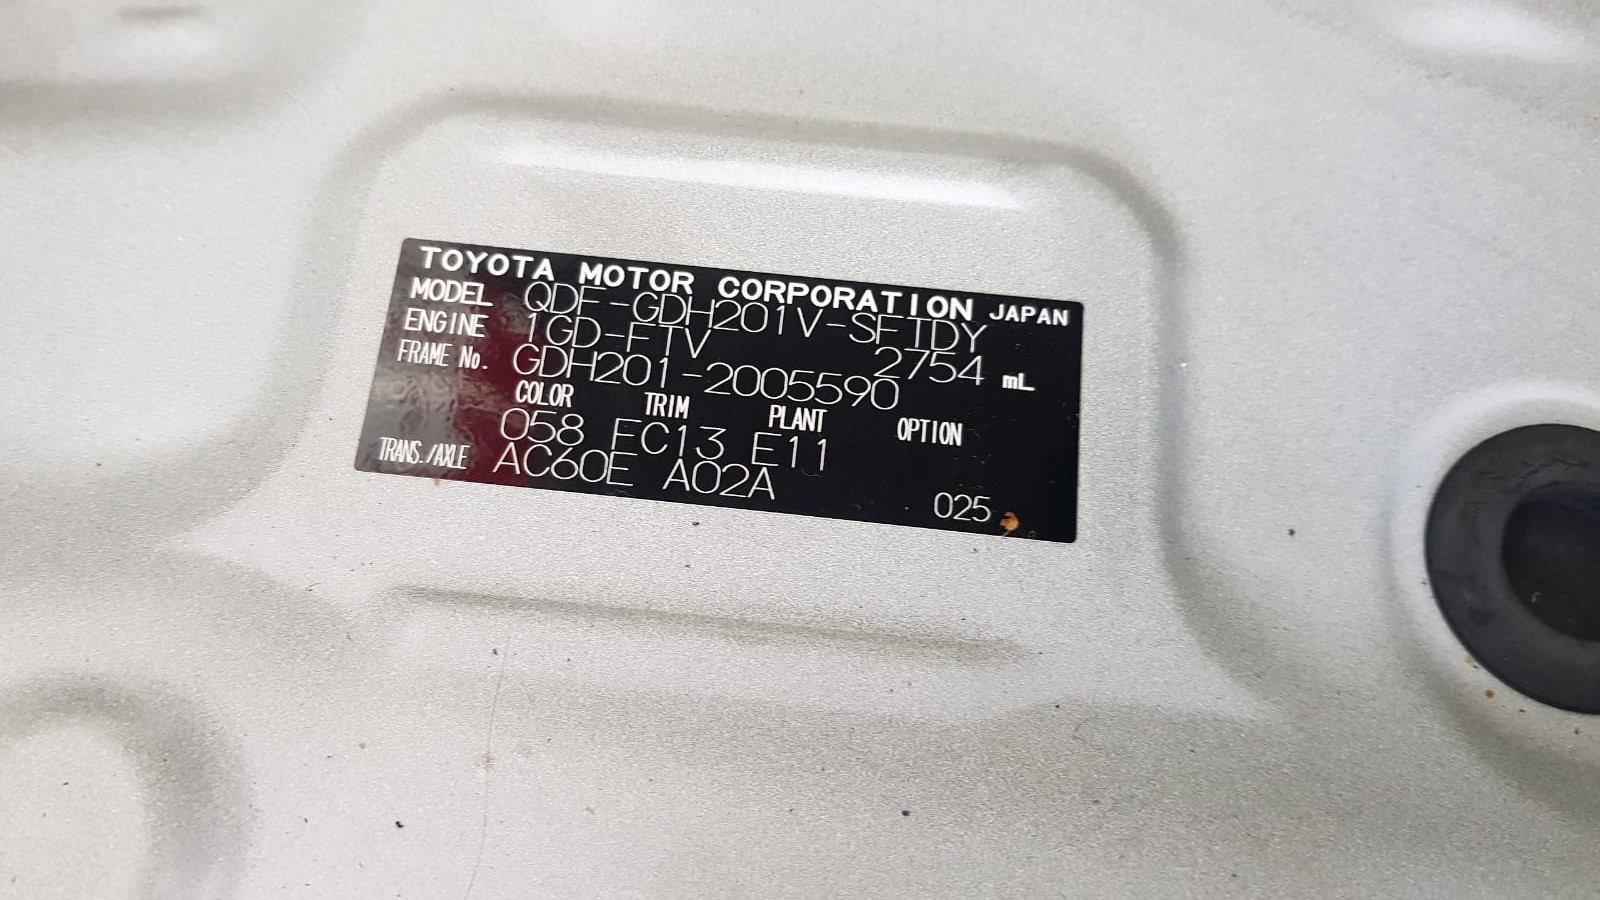 TOYOTA MOTOR CORPORATION JAPAN
MODEL QDF-GDH201V-SFTDY
ENGINE 1GD-FTV 2754 mL
FRAME No. GDH201-2005590
COLOR TRIM PLANT OPTION
058 FC13 E11
TRANS./AXLE AC60E A02A
025